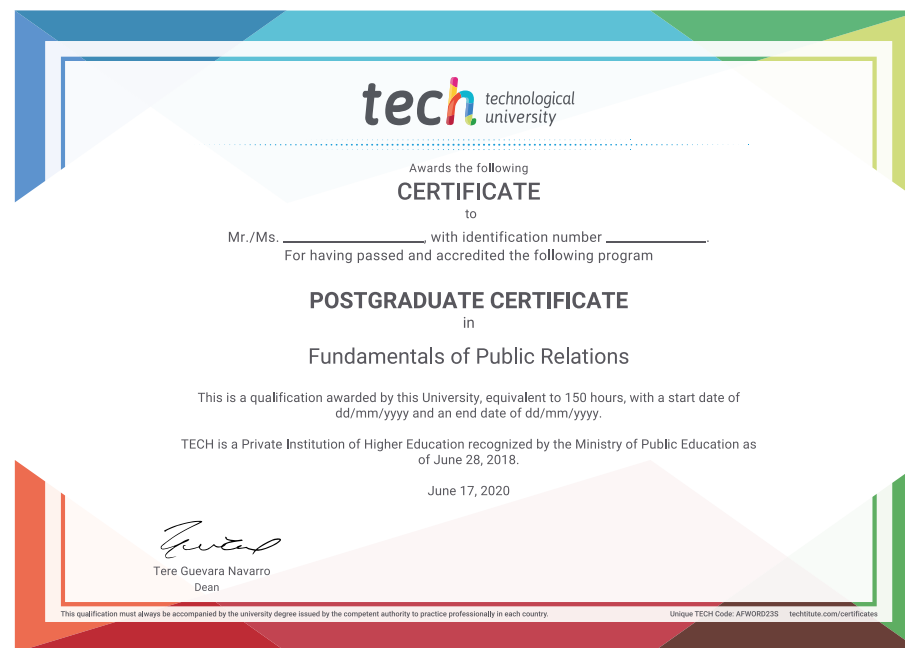 tech technological
university
Awards the following
CERTIFICATE
to
Mr./Ms. ________________, with identification number ____________.
For having passed and accredited the following program
POSTGRADUATE CERTIFICATE
in
Fundamentals of Public Relations
This is a qualification awarded by this University, equivalent to 150 hours, with a start date of
dd/mm/yyyy and an end date of dd/mm/yyyy.
TECH is a Private Institution of Higher Education recognized by the Ministry of Public Education as
of June 28, 2018.
June 17, 2020
Tere Guevara Navarro
Dean
This qualification must always be accompanied by the university degree issued by the competent authority to practice professionally in each country.
Unique TECH Code: AFWORD23S techtitute.com/certificates